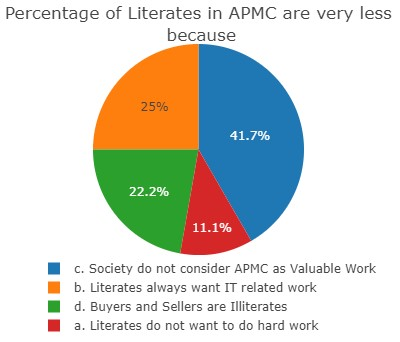 Percentage of Literates in APMC are very less
because
25%
41.7%
22.2%
11.1%
c. Society do not consider APMC as Valuable Work
b. Literates always want IT related work
d. Buyers and Sellers are Illiterates
a. Literates do not want to do hard work